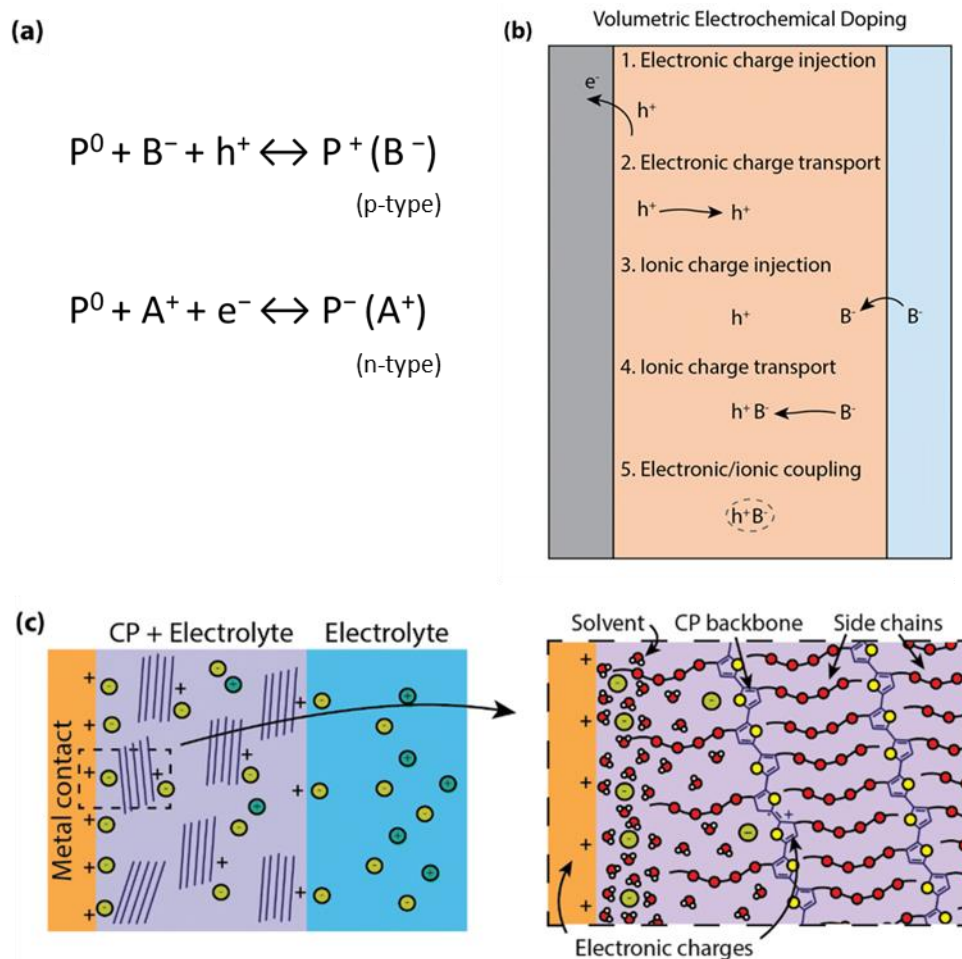 (a)
P⁰ + B⁻ + h⁺ ↔ P⁺(B⁻)
(p-type)
P⁰ + A⁺ + e⁻ ↔ P⁻(A⁺)
(n-type)
Volumetric Electrochemical Doping
(b)
1. Electronic charge injection
e⁻
h⁺
2. Electronic charge transport
h⁺ h⁺
3. Ionic charge injection
h⁺ B⁻ B⁻
4. Ionic charge transport
h⁺ B⁻ B⁻
5. Electronic/ionic coupling
h⁺B⁻
(c)
CP + Electrolyte
Electrolyte
Metal contact
Solvent
CP backbone
Side chains
Electronic charges